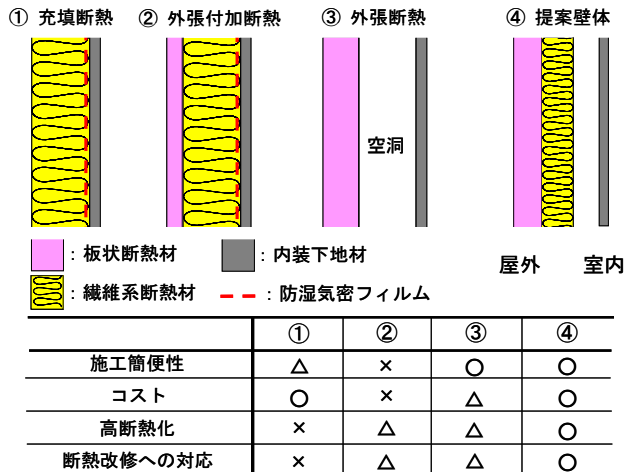 ① 充填断熱 ② 外張付加断熱 ③ 外張断熱 ④ 提案壁体
空洞
：板状断熱材 ：内装下地材
：繊維系断熱材 ：防湿気密フィルム
屋外 室内
① ② ③ ④
施工簡便性 △ × ○ ○
コスト ○ × △ ○
高断熱化 × △ △ ○
断熱改修への対応 × △ △ ○